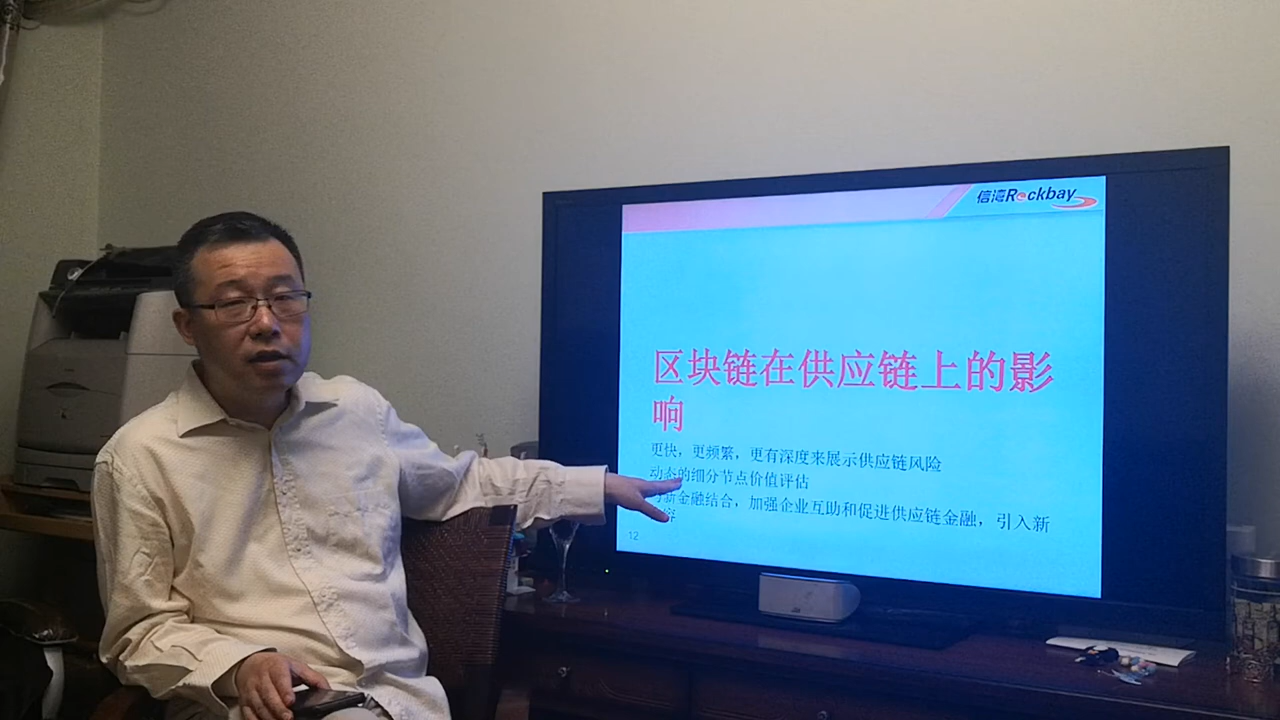 信湾Rockbay
区块链在供应链上的影
响
更快，更频繁，更有深度来展示供应链风险
动态的细分节点价值评估
新金融结合，加强企业互助和促进供应链金融，引入新
12